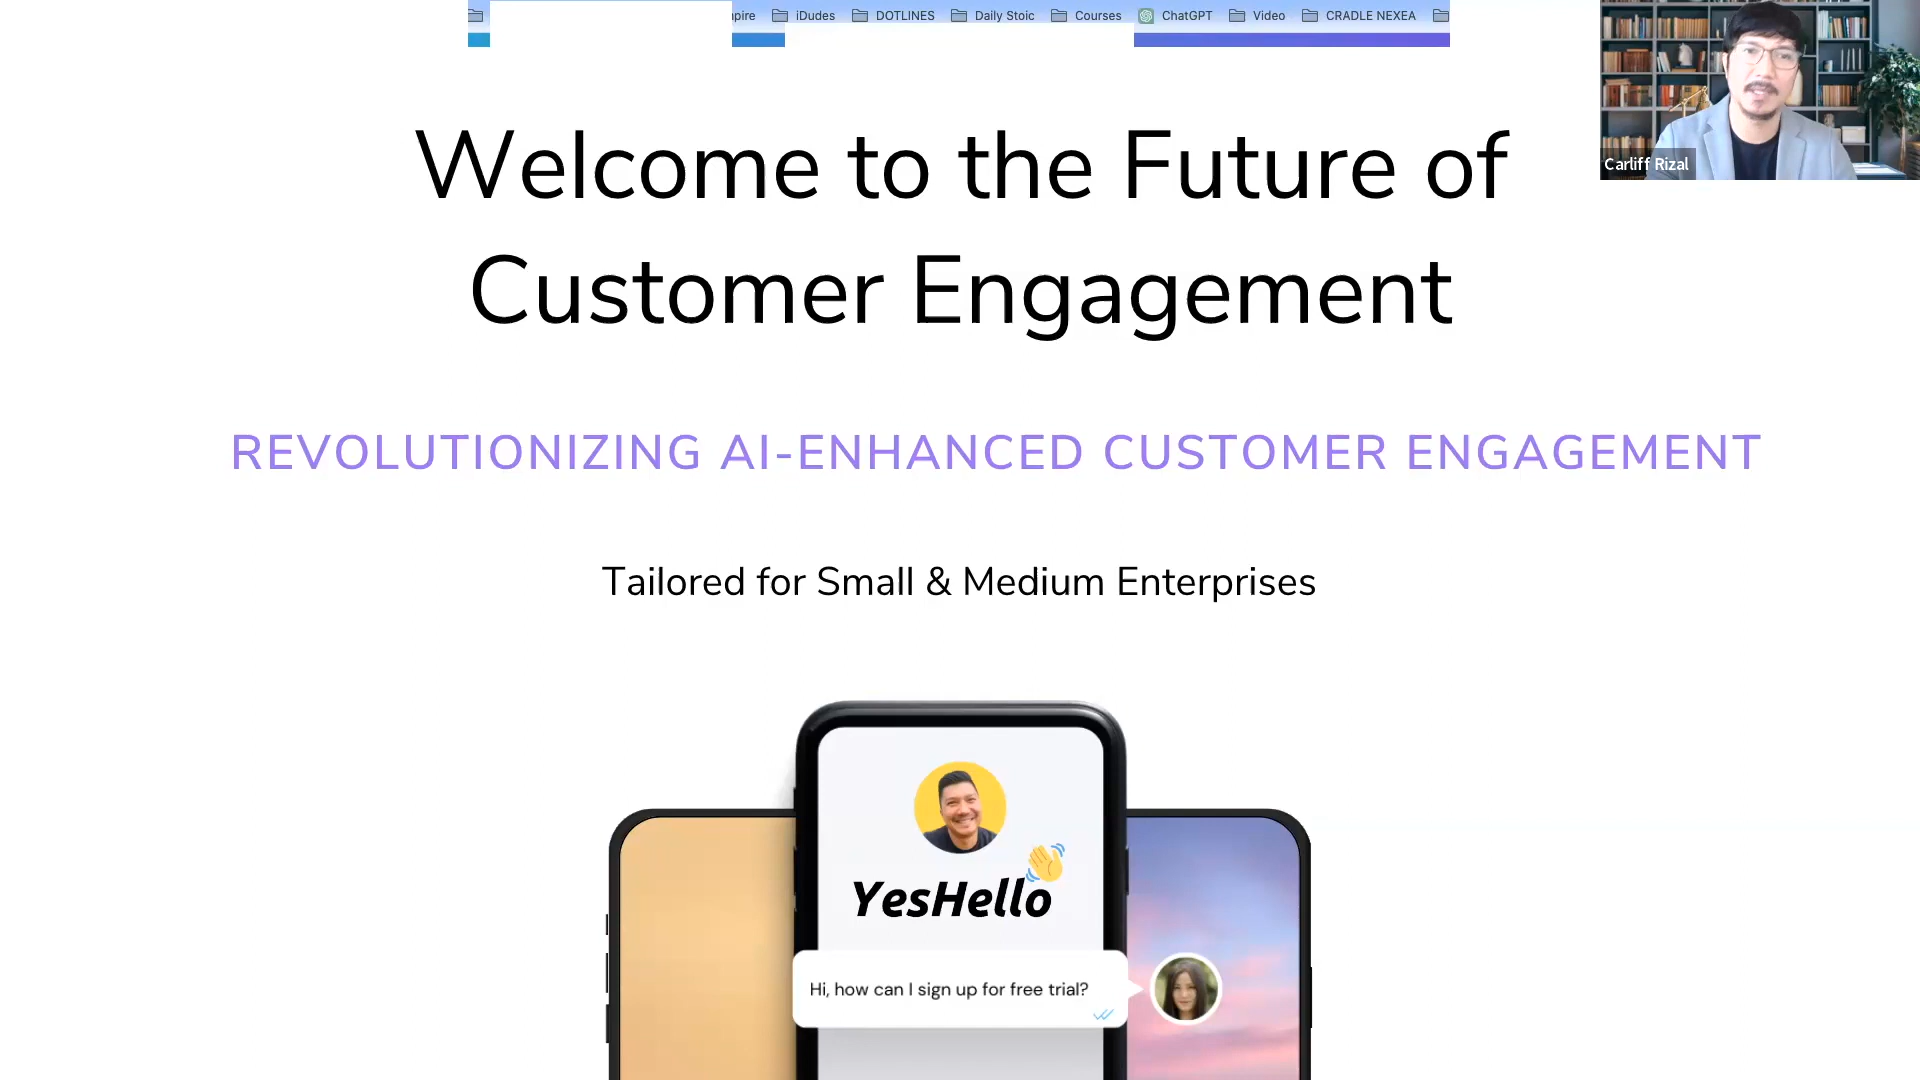 iDudes DOTLINES Daily Stoic Courses ChatGPT Video CRADLE NEXEA
Carliff Rizal
Welcome to the Future of
Customer Engagement
REVOLUTIONIZING AI-ENHANCED CUSTOMER ENGAGEMENT
Tailored for Small & Medium Enterprises
YesHello
Hi, how can I sign up for free trial?